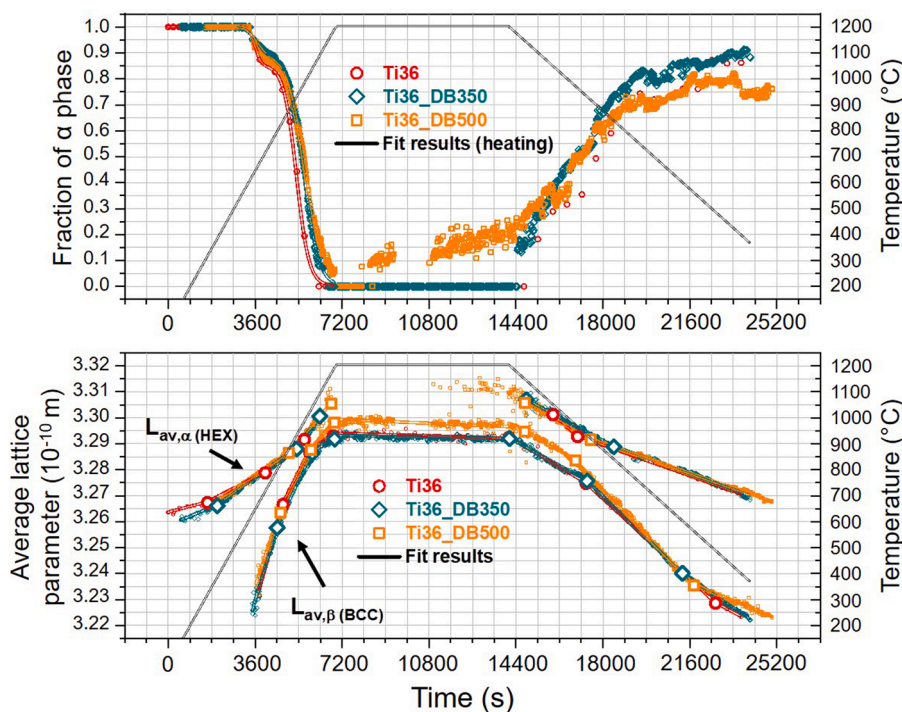 1.0
0.9
0.8
0.7
0.6
0.5
0.4
0.3
0.2
0.1
0.0
Fraction of α phase
Ti36
Ti36_DB350
Ti36_DB500
Fit results (heating)
1200
1100
1000
900
800
700
600
500
400
300
200
Temperature (°C)
0 3600 7200 10800 14400 18000 21600 25200
3.32
3.31
3.30
3.29
3.28
3.27
3.26
3.25
3.24
3.23
3.22
Average lattice
parameter (10⁻¹⁰ m)
Lav,α (HEX)
Ti36
Ti36_DB350
Ti36_DB500
Fit results
Lav,β (BCC)
1200
1100
1000
900
800
700
600
500
400
300
200
Temperature (°C)
0 3600 7200 10800 14400 18000 21600 25200
Time (s)